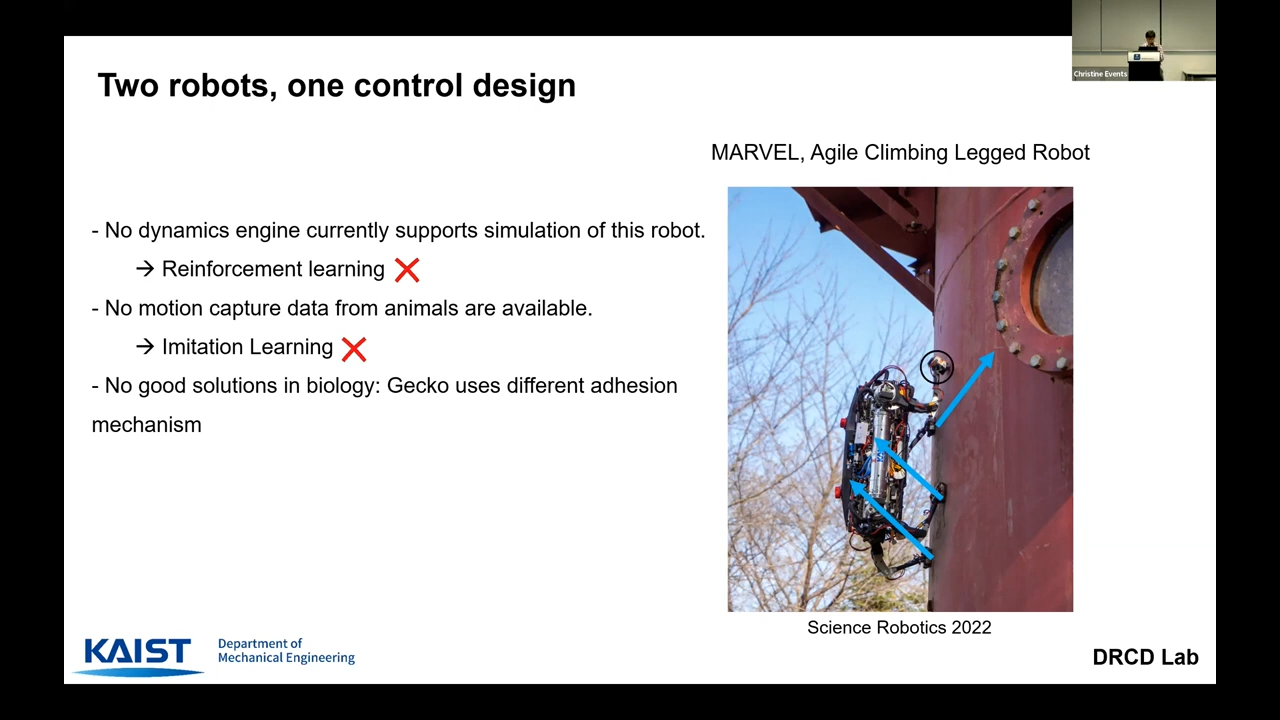 Two robots, one control design
Christine Events
MARVEL, Agile Climbing Legged Robot
- No dynamics engine currently supports simulation of this robot.
→ Reinforcement learning ❌
- No motion capture data from animals are available.
→ Imitation Learning ❌
- No good solutions in biology: Gecko uses different adhesion
mechanism
Science Robotics 2022
KAIST
Department of
Mechanical Engineering
DRCD Lab